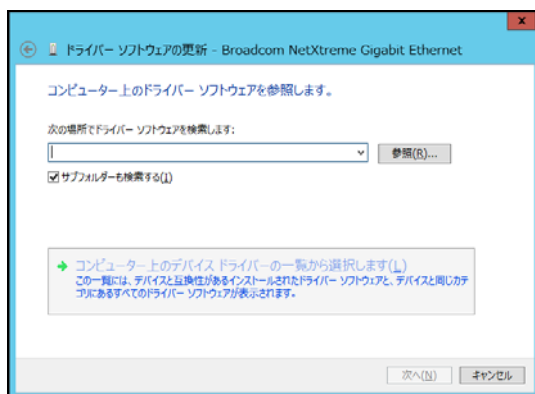 ドライバー ソフトウェアの更新 - Broadcom NetXtreme Gigabit Ethernet
コンピューター上のドライバー ソフトウェアを参照します。
次の場所でドライバー ソフトウェアを検索します:
参照(R)...
サブフォルダーも検索する(I)
コンピューター上のデバイス ドライバーの一覧から選択します(L)
この一覧には、デバイスと互換性があるインストールされたドライバー ソフトウェアと、デバイスと同じカテ
ゴリにあるすべてのドライバー ソフトウェアが表示されます。
次へ(N) キャンセル